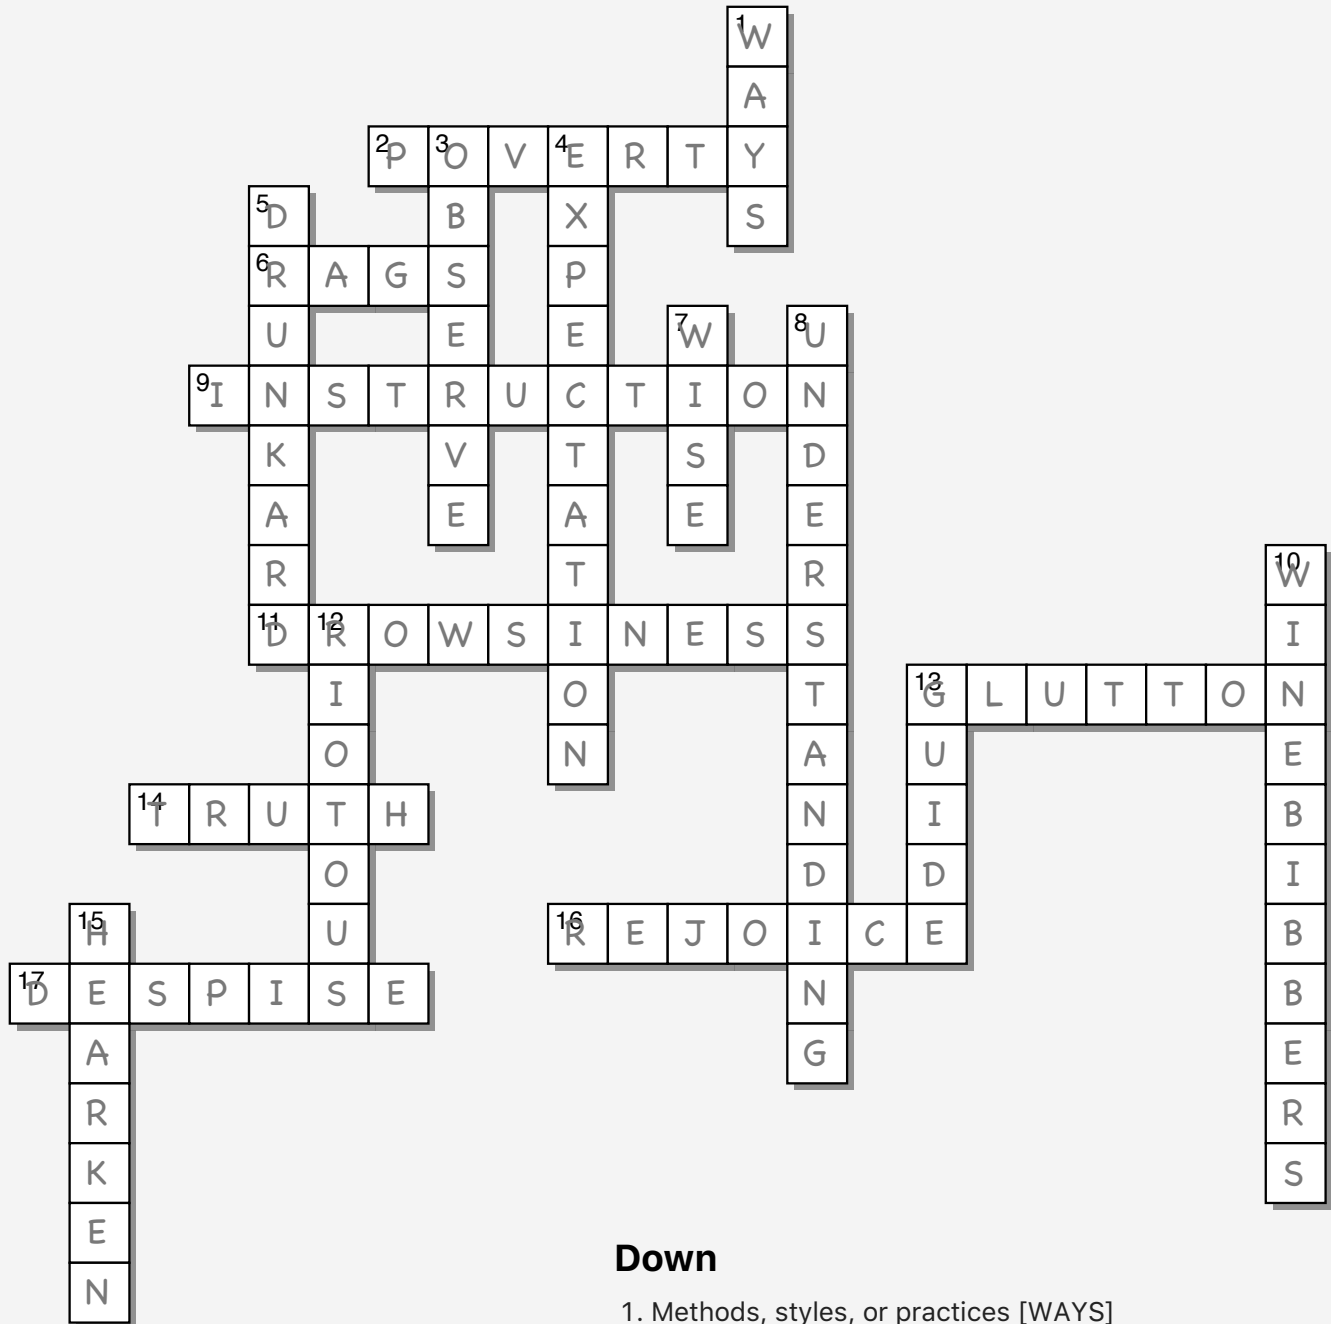 1 W
A
2 P 3 O V 4 E R T Y
5 D B X S
6 R A G S P
U E E 7 W 8 U
9 I N S T R U C T I O N
K V T S D
A E A E E
R T R 10 W
11 D 12 R O W S I N E S S I
I O T 13 G L U T T O N
O N A U E
14 T R U T H N I B
O D D I
15 H U 16 R E J O I C E B
17 D E S P I S E N B
A G E
R R
K S
E
N
Down
1. Methods, styles, or practices [WAYS]